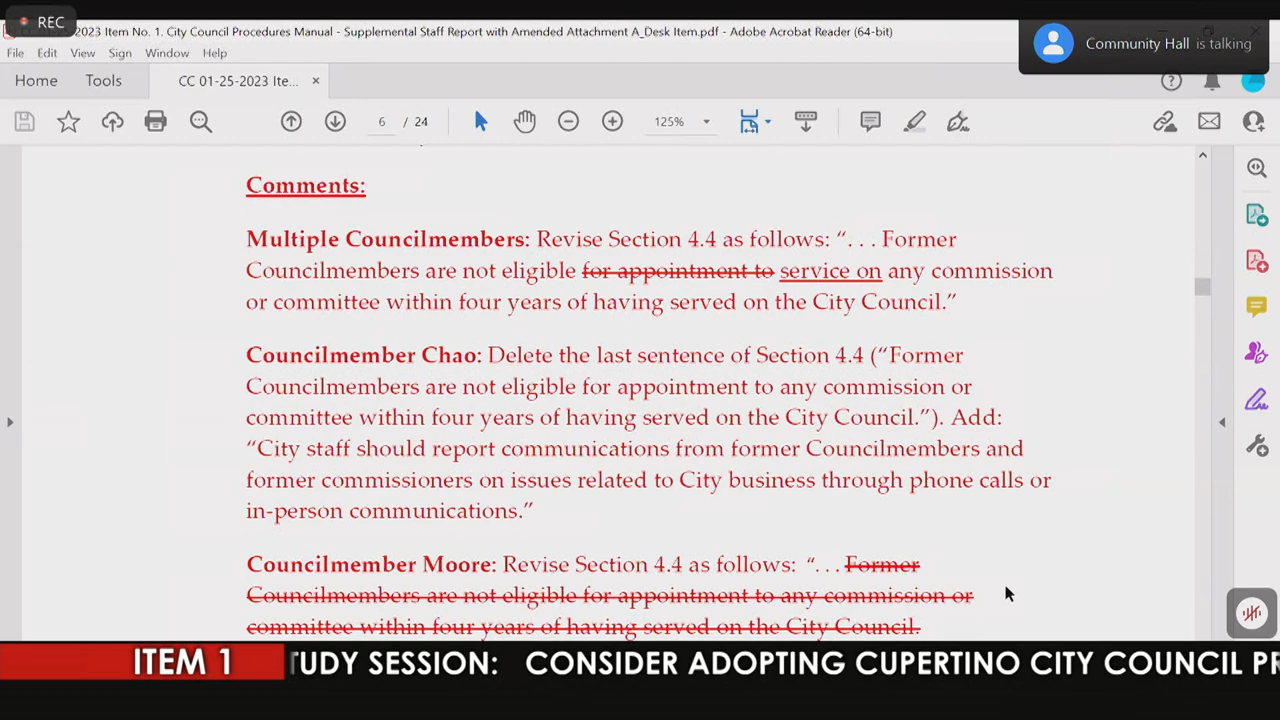 REC
2023 Item No. 1. City Council Procedures Manual - Supplemental Staff Report with Amended Attachment A_Desk Item.pdf - Adobe Acrobat Reader (64-bit)
Community Hall is talking
File Edit View Sign Window Help
Home Tools CC 01-25-2023 Ite... ×
6 / 24 125%
Comments:
Multiple Councilmembers: Revise Section 4.4 as follows: “. . . Former
Councilmembers are not eligible for appointment to service on any commission
or committee within four years of having served on the City Council.”
Councilmember Chao: Delete the last sentence of Section 4.4 (“Former
Councilmembers are not eligible for appointment to any commission or
committee within four years of having served on the City Council.”). Add:
“City staff should report communications from former Councilmembers and
former commissioners on issues related to City business through phone calls or
in-person communications.”
Councilmember Moore: Revise Section 4.4 as follows: “. . . Former
Councilmembers are not eligible for appointment to any commission or
committee within four years of having served on the City Council.
ITEM 1 TUDY SESSION: CONSIDER ADOPTING CUPERTINO CITY COUNCIL PR